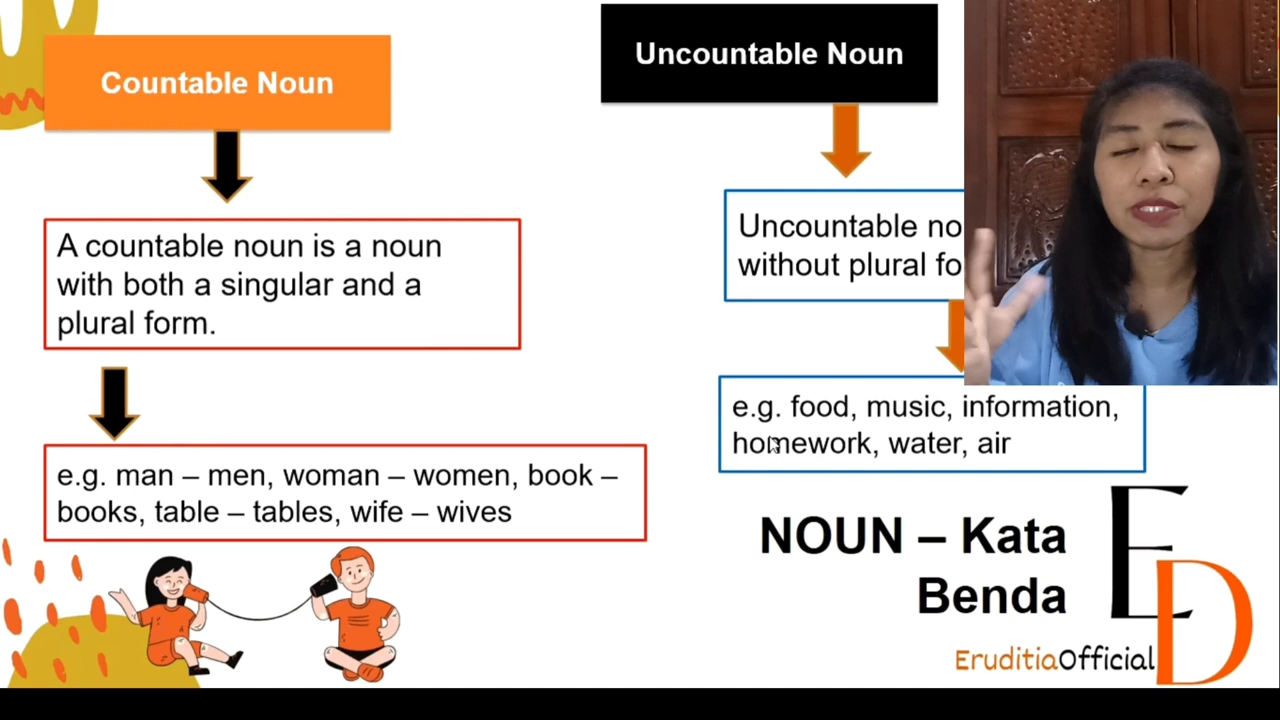 Countable Noun
A countable noun is a noun
with both a singular and a
plural form.
e.g. man – men, woman – women, book –
books, table – tables, wife – wives
Uncountable Noun
Uncountable
without plural
e.g. food, music, information,
homework, water, air
NOUN – Kata
Benda
ED
EruditiaOfficial